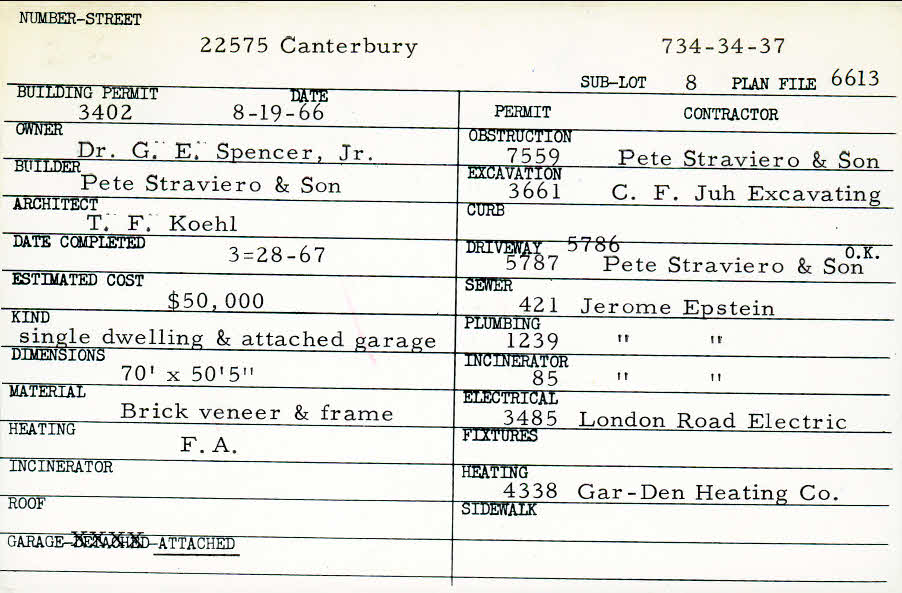 NUMBER-STREET
22575 Canterbury 734-34-37
SUB-LOT 8 PLAN FILE 6613
BUILDING PERMIT DATE
3402 8-19-66
OWNER
Dr. G. E. Spencer, Jr.
BUILDER
Pete Straviero & Son
ARCHITECT
T. F. Koehl
DATE COMPLETED
3=28-67
ESTIMATED COST
$50,000
KIND
single dwelling & attached garage
DIMENSIONS
70' x 50'5"
MATERIAL
Brick veneer & frame
HEATING
F.A.
INCINERATOR
ROOF
GARAGE-DETACHED-ATTACHED
PERMIT CONTRACTOR
OBSTRUCTION
7559 Pete Straviero & Son
EXCAVATION
3661 C. F. Juh Excavating
CURB
DRIVEWAY 5786 O.K.
5787 Pete Straviero & Son
SEWER
421 Jerome Epstein
PLUMBING
1239 " "
INCINERATOR
85 " "
ELECTRICAL
3485 London Road Electric
FIXTURES
HEATING
4338 Gar-Den Heating Co.
SIDEWALK